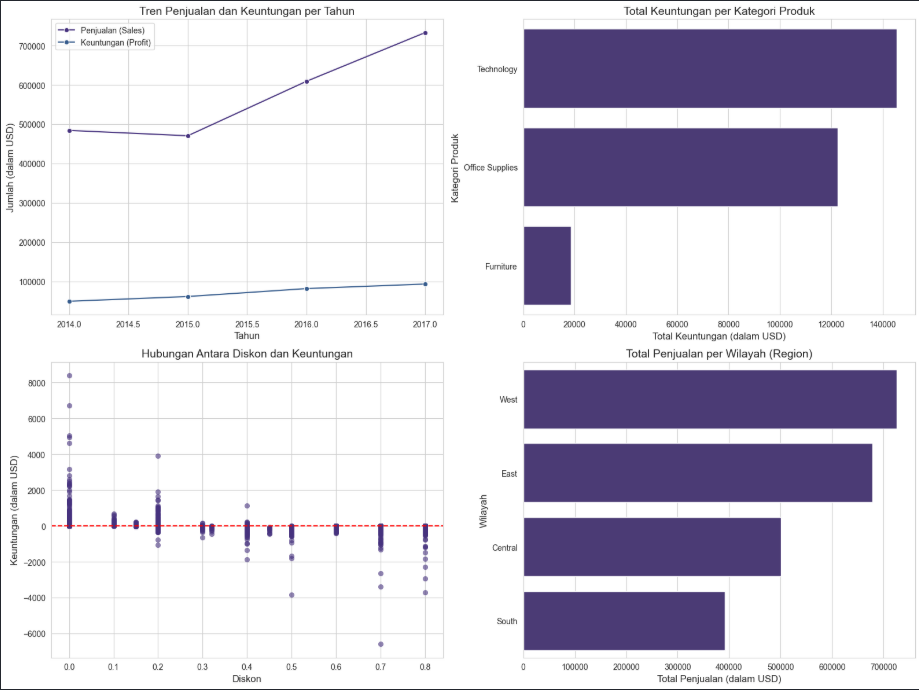 Tren Penjualan dan Keuntungan per Tahun
Penjualan (Sales)
Keuntungan (Profit)
Jumlah (dalam USD)
700000
600000
500000
400000
300000
200000
100000
2014.0 2014.5 2015.0 2015.5 2016.0 2016.5 2017.0
Tahun
Total Keuntungan per Kategori Produk
Kategori Produk
Technology
Office Supplies
Furniture
0 20000 40000 60000 80000 100000 120000 140000
Total Keuntungan (dalam USD)
Hubungan Antara Diskon dan Keuntungan
Keuntungan (dalam USD)
8000
6000
4000
2000
0
−2000
−4000
−6000
0.0 0.1 0.2 0.3 0.4 0.5 0.6 0.7 0.8
Diskon
Total Penjualan per Wilayah (Region)
Wilayah
West
East
Central
South
0 100000 200000 300000 400000 500000 600000 700000
Total Penjualan (dalam USD)